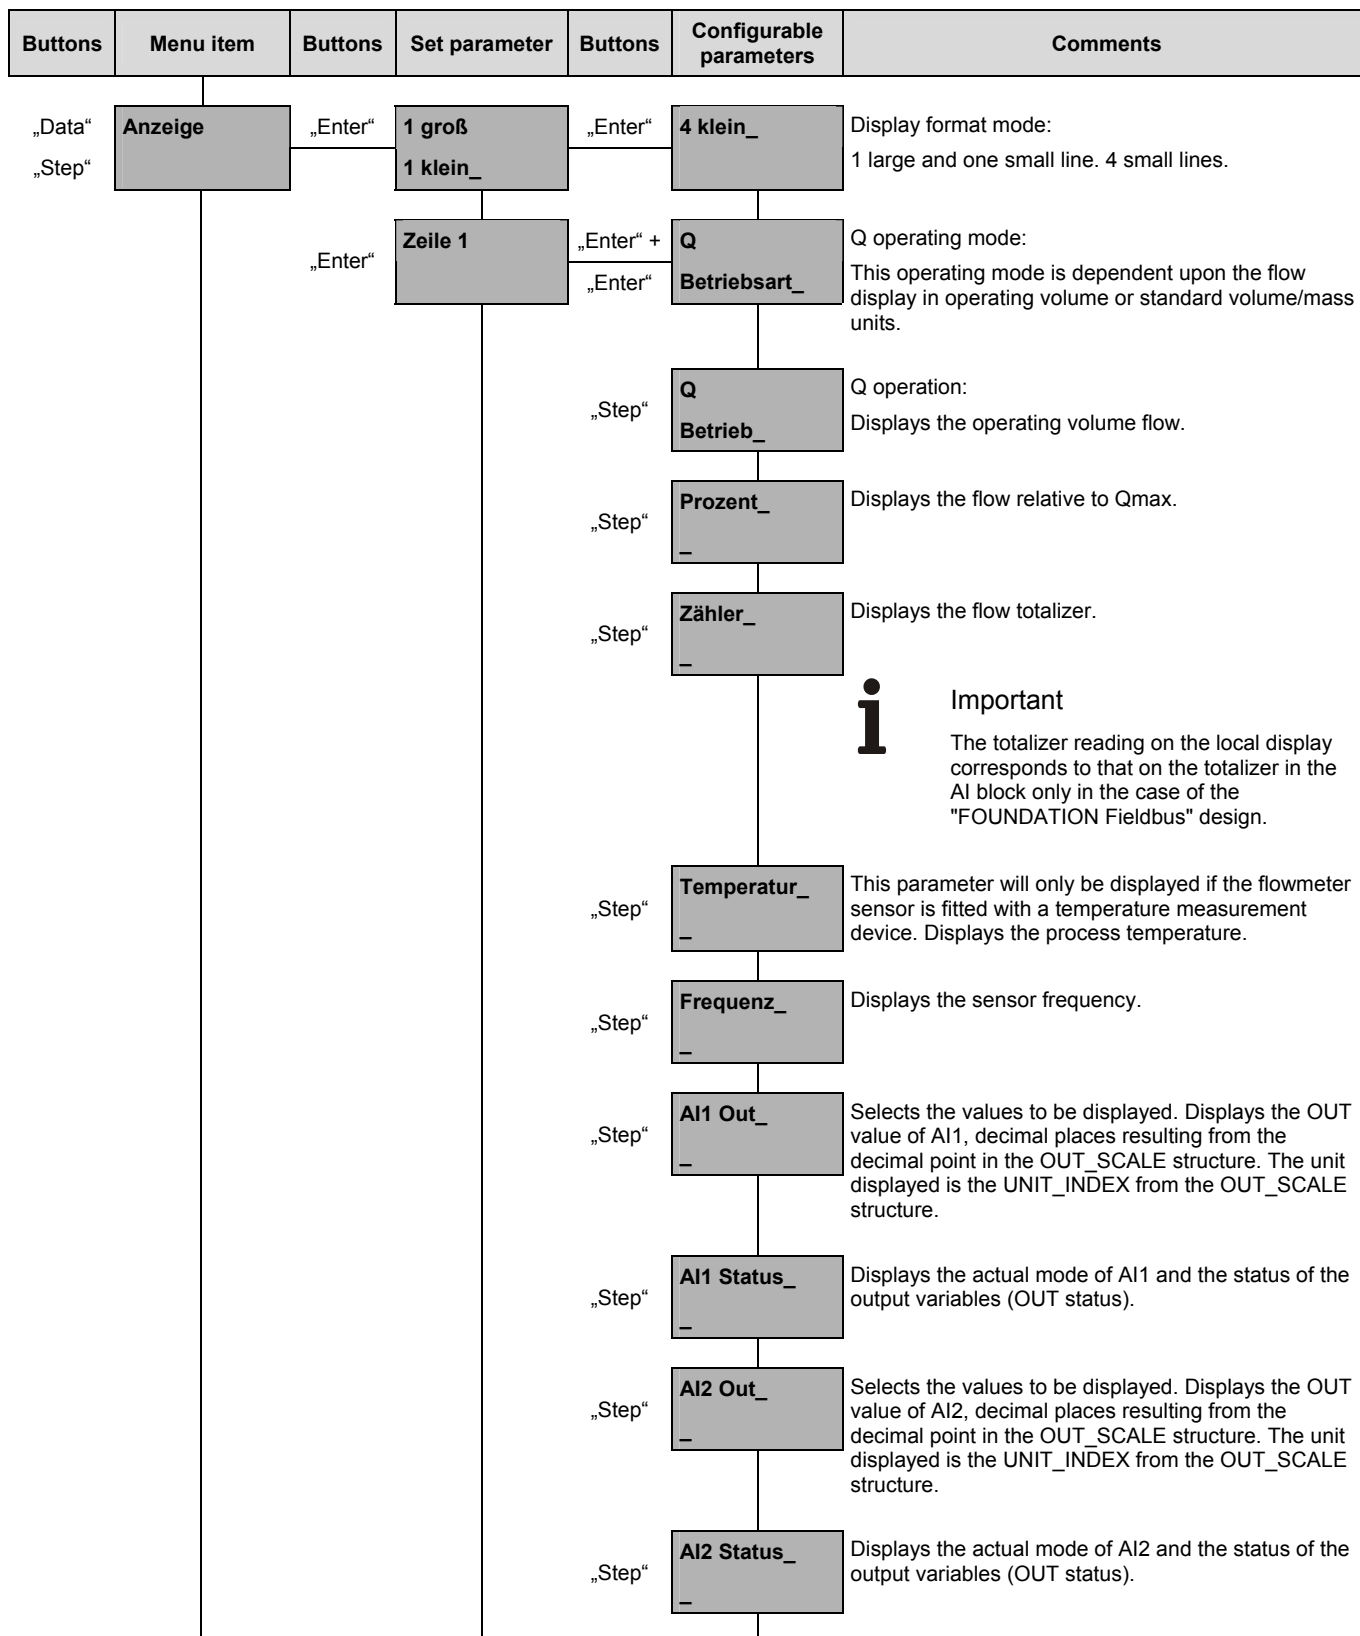 Buttons Menu item Buttons Set parameter Buttons Configurable parameters Comments
„Data“
„Step“
Anzeige
„Enter“
1 groß
1 klein_
„Enter“
4 klein_
Display format mode:
1 large and one small line. 4 small lines.
„Enter“
Zeile 1
„Enter“ +
„Enter“
Q
Betriebsart_
Q operating mode:
This operating mode is dependent upon the flow
display in operating volume or standard volume/mass
units.
„Step“
Q
Betrieb_
Q operation:
Displays the operating volume flow.
„Step“
Prozent_
_
Displays the flow relative to Qmax.
„Step“
Zähler_
_
Displays the flow totalizer.
i
Important
The totalizer reading on the local display
corresponds to that on the totalizer in the
AI block only in the case of the
"FOUNDATION Fieldbus" design.
„Step“
Temperatur_
_
This parameter will only be displayed if the flowmeter
sensor is fitted with a temperature measurement
device. Displays the process temperature.
„Step“
Frequenz_
_
Displays the sensor frequency.
„Step“
AI1 Out_
_
Selects the values to be displayed. Displays the OUT
value of AI1, decimal places resulting from the
decimal point in the OUT_SCALE structure. The unit
displayed is the UNIT_INDEX from the OUT_SCALE
structure.
„Step“
AI1 Status_
_
Displays the actual mode of AI1 and the status of the
output variables (OUT status).
„Step“
AI2 Out_
_
Selects the values to be displayed. Displays the OUT
value of AI2, decimal places resulting from the
decimal point in the OUT_SCALE structure. The unit
displayed is the UNIT_INDEX from the OUT_SCALE
structure.
„Step“
AI2 Status_
_
Displays the actual mode of AI2 and the status of the
output variables (OUT status).